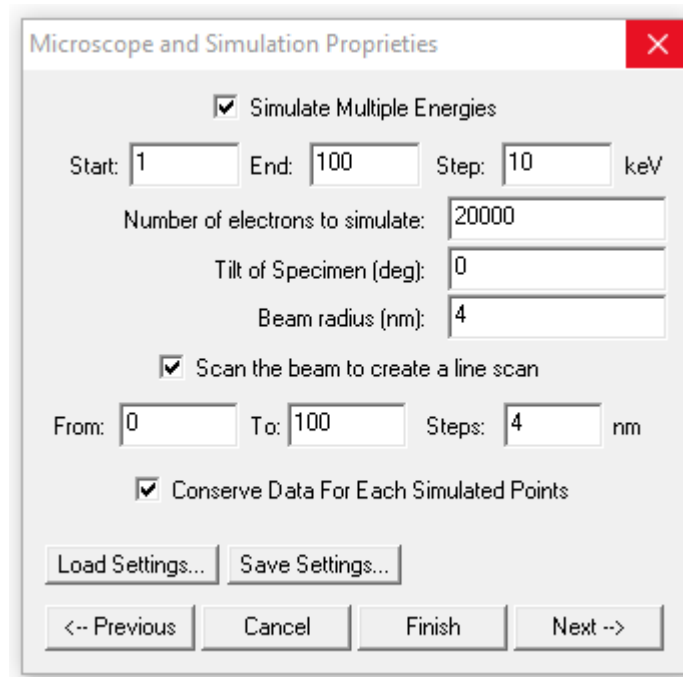 Microscope and Simulation Proprieties
Simulate Multiple Energies
Start: 1 End: 100 Step: 10 keV
Number of electrons to simulate: 20000
Tilt of Specimen (deg): 0
Beam radius (nm): 4
Scan the beam to create a line scan
From: 0 To: 100 Steps: 4 nm
Conserve Data For Each Simulated Points
Load Settings... Save Settings...
<-- Previous Cancel Finish Next -->